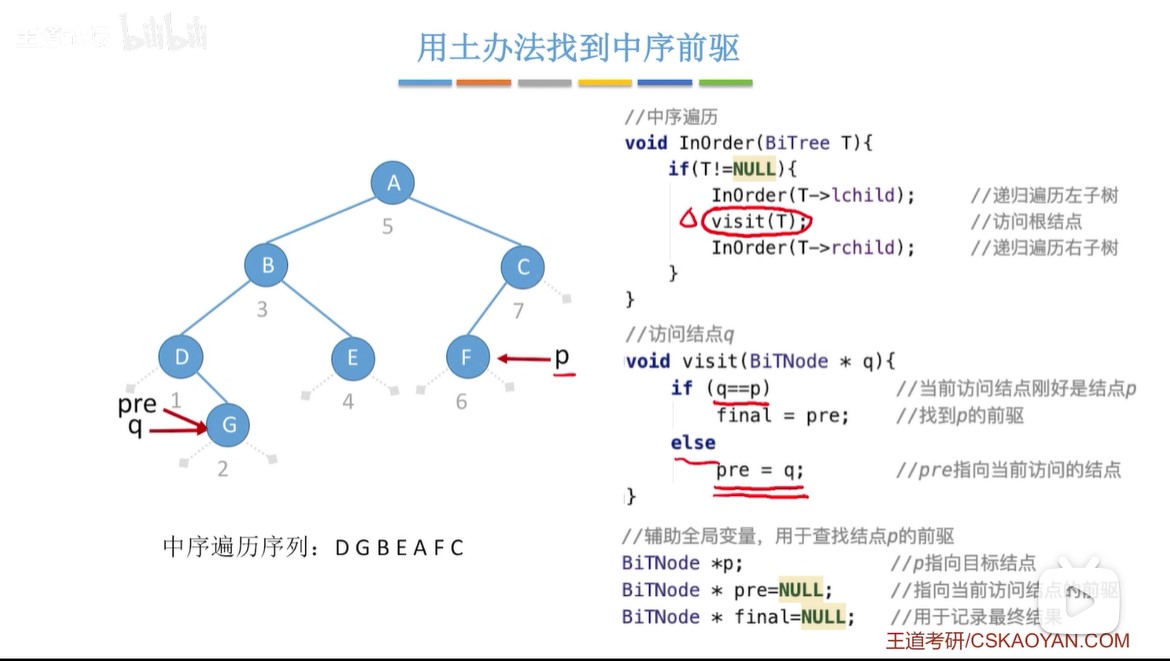 bilibili
用土办法找到中序前驱
A
5
B
3
C
7
D
1
E
4
F
6
p
pre
q
G
2
中序遍历序列：D G B E A F C
//中序遍历
void InOrder(BiTree T){
if(T!=NULL){
InOrder(T->lchild); //递归遍历左子树
visit(T); //访问根结点
InOrder(T->rchild); //递归遍历右子树
}
}
//访问结点q
void visit(BiTNode * q){
if (q==p) //当前访问结点刚好是结点p
final = pre; //找到p的前驱
else
pre = q; //pre指向当前访问的结点
}
//辅助全局变量，用于查找结点p的前驱
BiTNode *p; //p指向目标结点
BiTNode * pre=NULL; //指向当前访问结点的前驱
BiTNode * final=NULL; //用于记录最终结果
王道考研/CSKAOYAN.COM